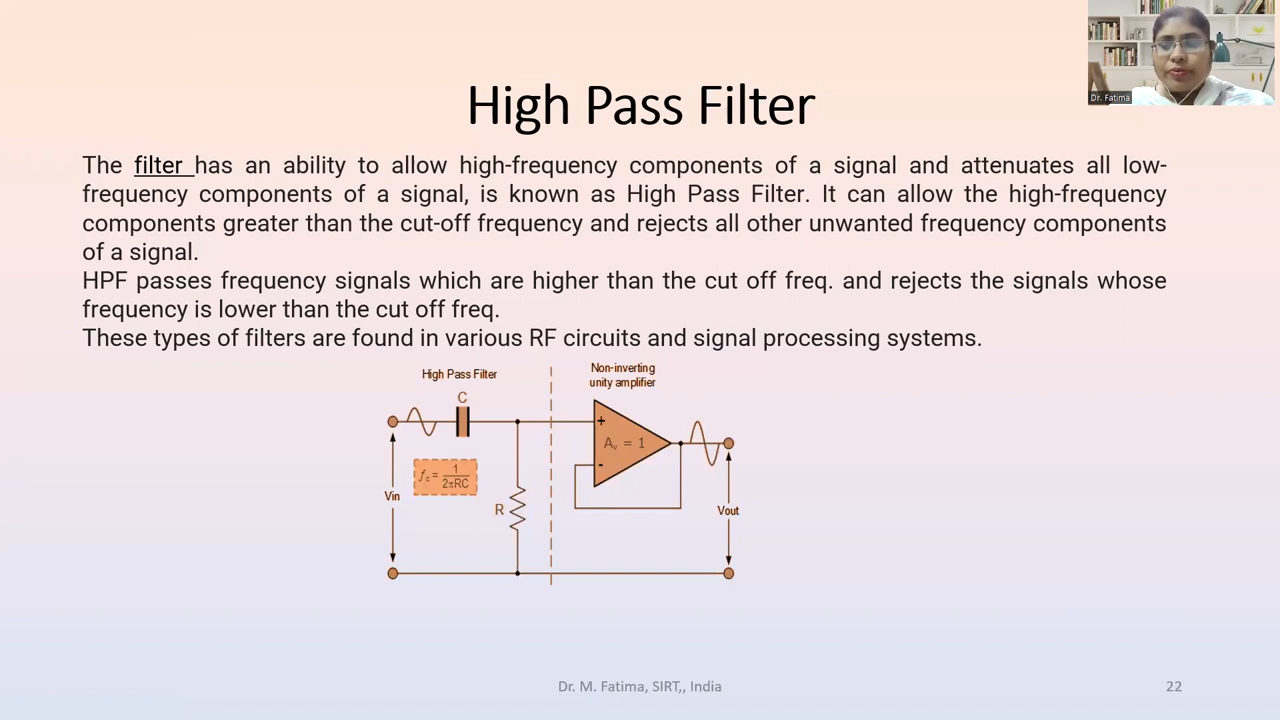 Dr. Fatima
High Pass Filter
The filter has an ability to allow high-frequency components of a signal and attenuates all low-
frequency components of a signal, is known as High Pass Filter. It can allow the high-frequency
components greater than the cut-off frequency and rejects all other unwanted frequency components
of a signal.
HPF passes frequency signals which are higher than the cut off freq. and rejects the signals whose
frequency is lower than the cut off freq.
These types of filters are found in various RF circuits and signal processing systems.
High Pass Filter
Non-inverting
unity amplifier
C
+
Aᵥ = 1
-
f꜀ = 1/2πRC
Vin
R
Vout
Dr. M. Fatima, SIRT,, India
22